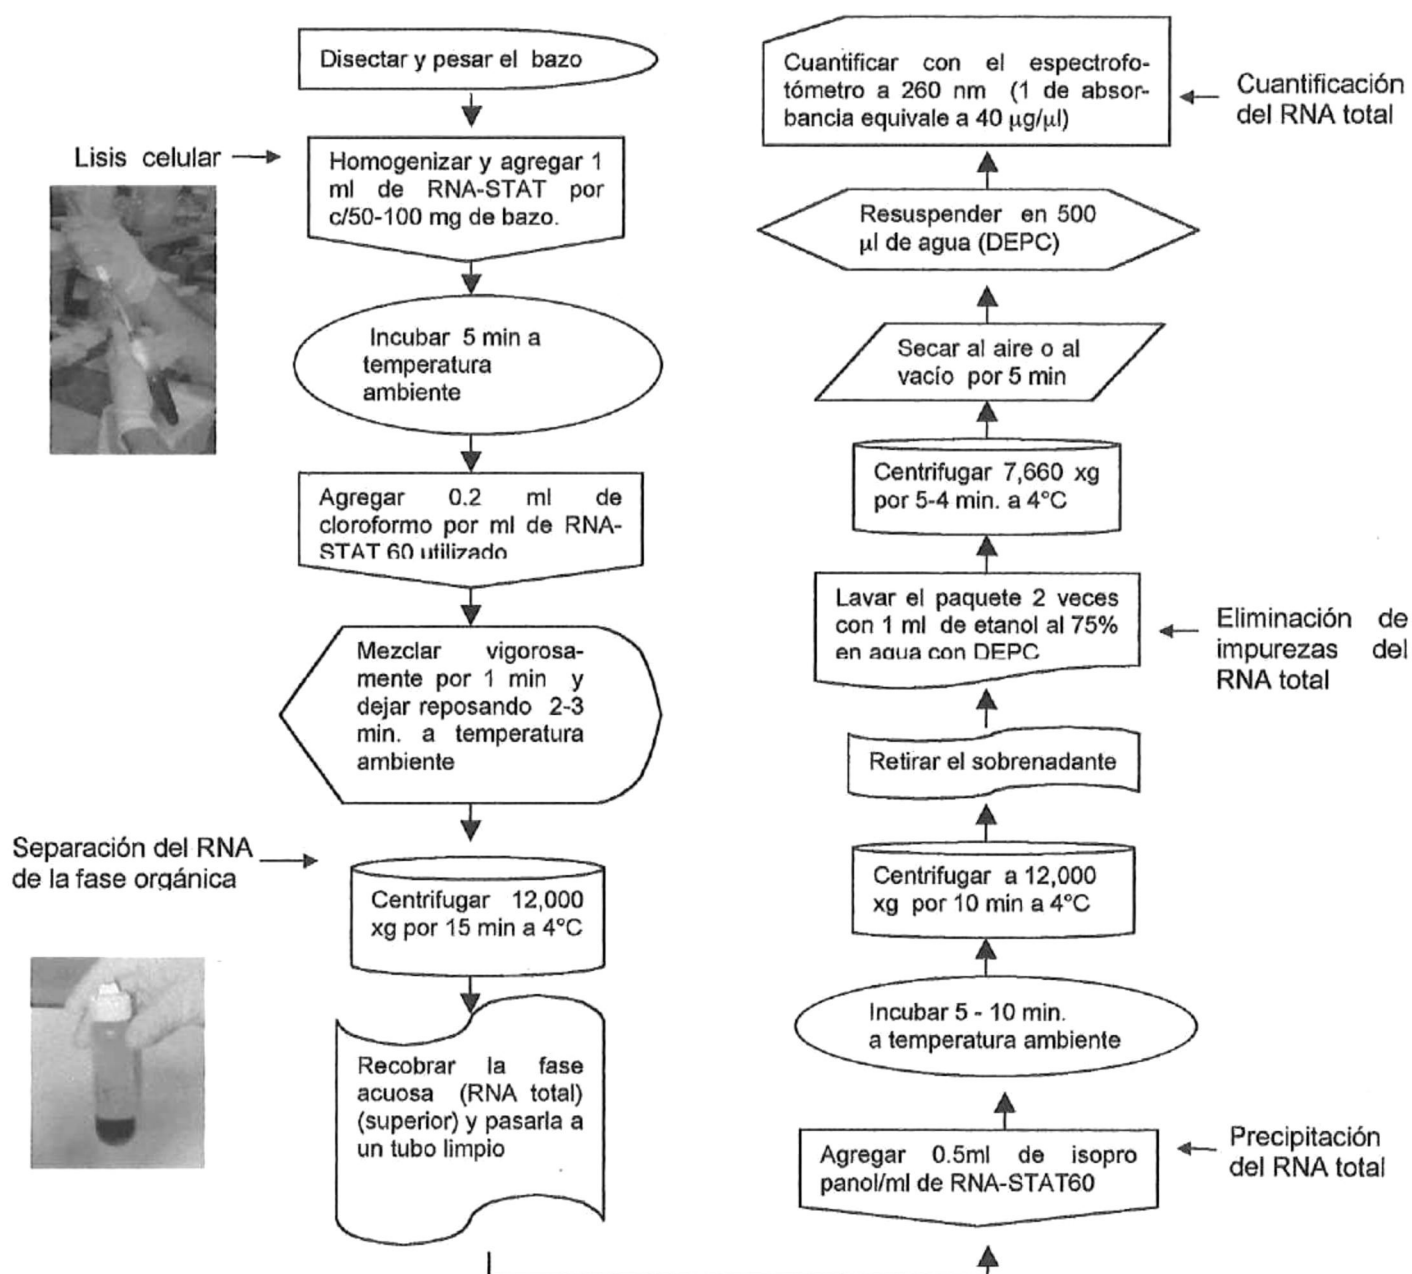 Disectar y pesar el bazo
Lisis celular
Homogenizar y agregar 1
ml de RNA-STAT por
c/50-100 mg de bazo.
Incubar 5 min a
temperatura
ambiente
Agregar 0.2 ml de
cloroformo por ml de RNA-
STAT 60 utilizado
Mezclar vigorosa-
mente por 1 min y
dejar reposando 2-3
min. a temperatura
ambiente
Separación del RNA
de la fase orgánica
Centrifugar 12,000
xg por 15 min a 4°C
Recobrar la fase
acuosa (RNA total)
(superior) y pasarla a
un tubo limpio
Agregar 0.5ml de isopro
panol/ml de RNA-STAT60
Precipitación
del RNA total
Incubar 5 - 10 min.
a temperatura ambiente
Centrifugar a 12,000
xg por 10 min a 4°C
Retirar el sobrenadante
Lavar el paquete 2 veces
con 1 ml de etanol al 75%
en agua con DEPC
Eliminación de
impurezas del
RNA total
Centrifugar 7,660 xg
por 5-4 min. a 4°C
Secar al aire o al
vacío por 5 min
Resuspender en 500
µl de agua (DEPC)
Cuantificar con el espectrofo-
tómetro a 260 nm (1 de absor-
bancia equivale a 40 µg/µl)
Cuantificación
del RNA total